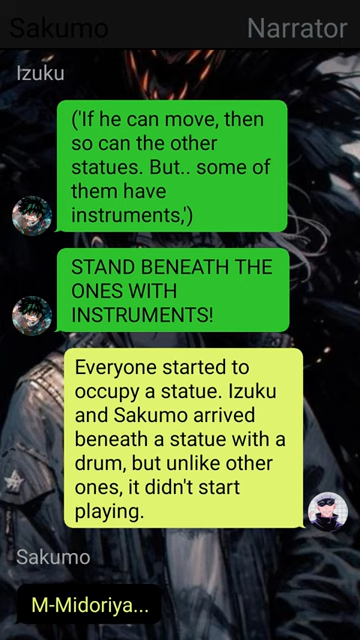 Sakumo
Narrator
Izuku
('If he can move, then
so can the other
statues. But.. some of
them have
instruments,')
STAND BENEATH THE
ONES WITH
INSTRUMENTS!
Everyone started to
occupy a statue. Izuku
and Sakumo arrived
beneath a statue with a
drum, but unlike other
ones, it didn't start
playing.
Sakumo
M-Midoriya...